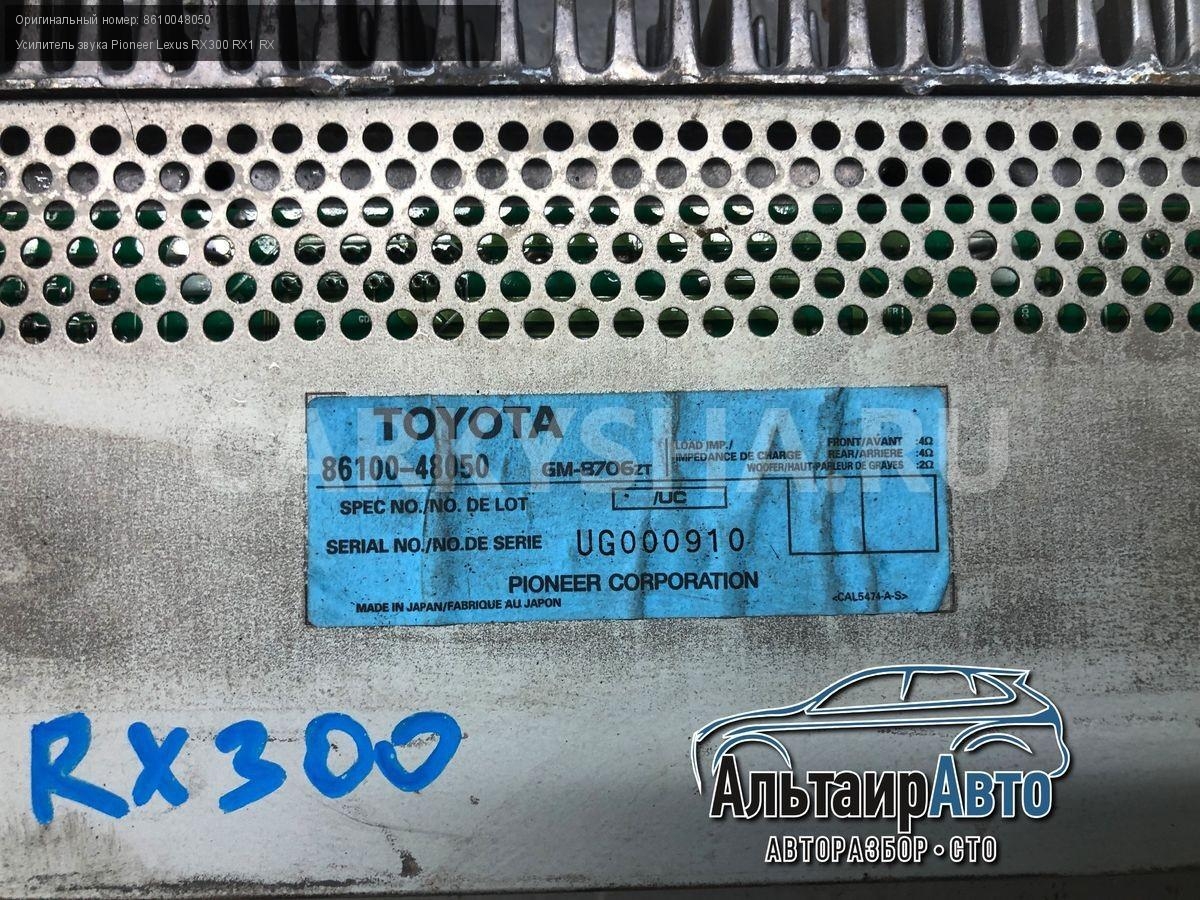 Оригинальный номер: 8610048050
Усилитель звука Pioneer Lexus RX300 RX1 RX
TOYOTA
86100-48050 GM-8706ZT
LOAD IMP./
IMPEDANCE DE CHARGE
FRONT/AVANT :4Ω
REAR/ARRIERE :4Ω
WOOFER/HAUT-PARLEUR DE GRAVES :2Ω
SPEC NO./NO. DE LOT /UC
SERIAL NO./NO.DE SERIE UG000910
PIONEER CORPORATION
MADE IN JAPAN/FABRIQUE AU JAPON <CAL5474-A-S>
RX300
АльтаирАвто
АВТОРАЗБОР • СТО